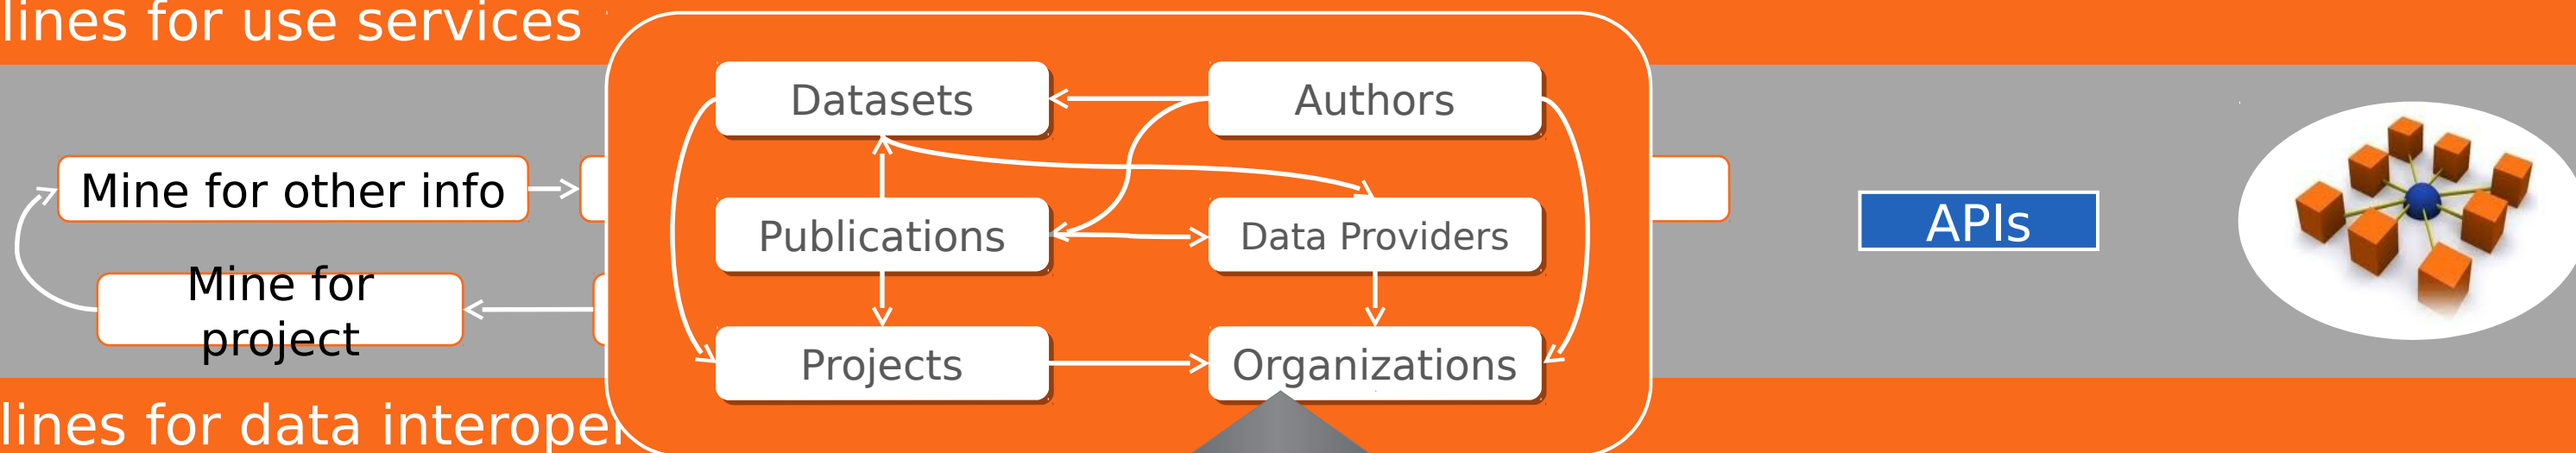 lines for use services
Datasets
Authors
Mine for other info
Publications
Data Providers
APIs
Mine for
project
Projects
Organizations
lines for data interope